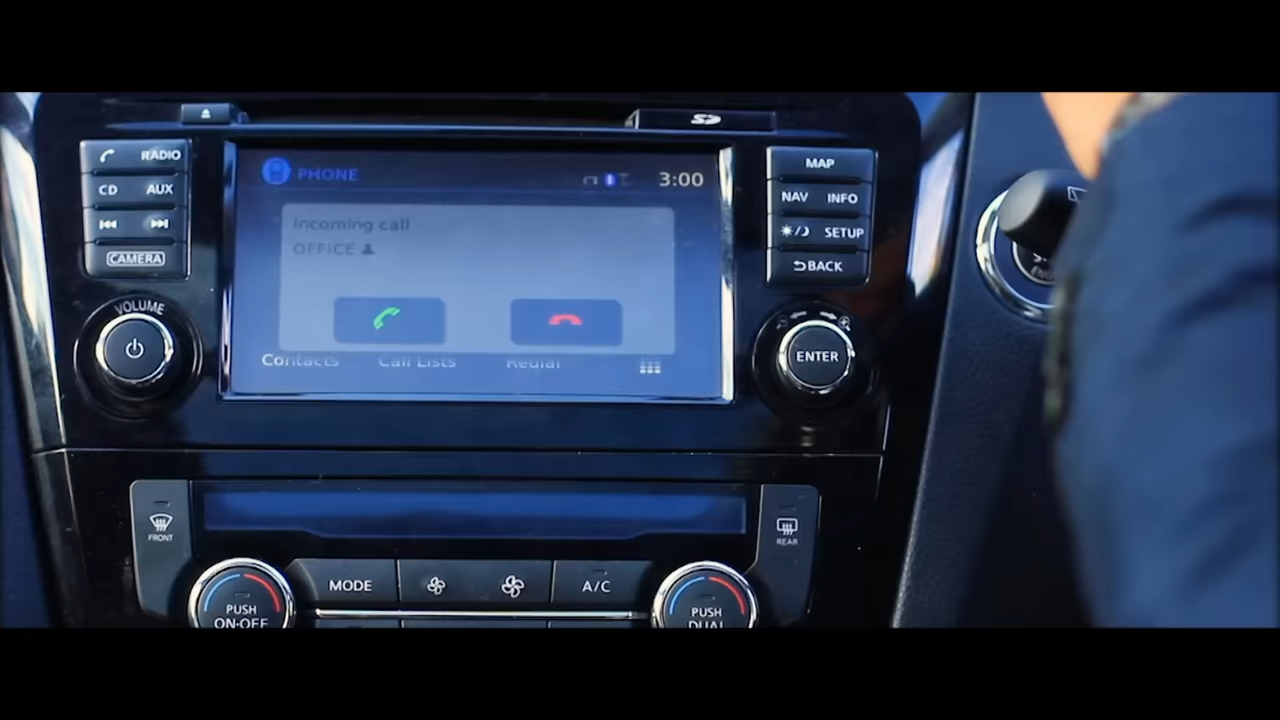 RADIO
CD AUX
CAMERA
VOLUME
PHONE
3:00
Incoming call
OFFICE
Contacts Call Lists Redial
MAP
NAV INFO
SETUP
BACK
ENTER
FRONT
REAR
MODE
A/C
PUSH
ON-OFF
PUSH
DUAL